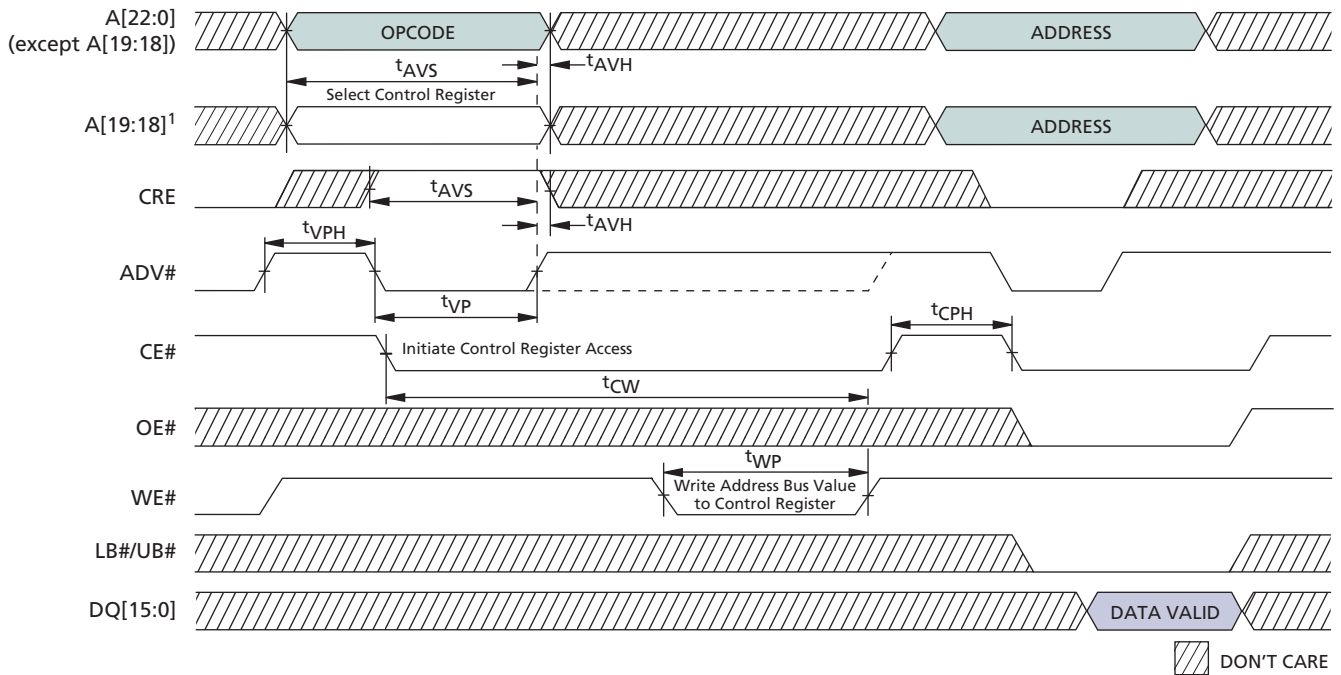 A[22:0]
(except A[19:18])
OPCODE
ADDRESS
tAVS
tAVH
Select Control Register
A[19:18]1
ADDRESS
CRE
tAVS
tAVH
tVPH
ADV#
tVP
tCPH
CE#
Initiate Control Register Access
tCW
OE#
tWP
WE#
Write Address Bus Value
to Control Register
LB#/UB#
DQ[15:0]
DATA VALID
DON'T CARE